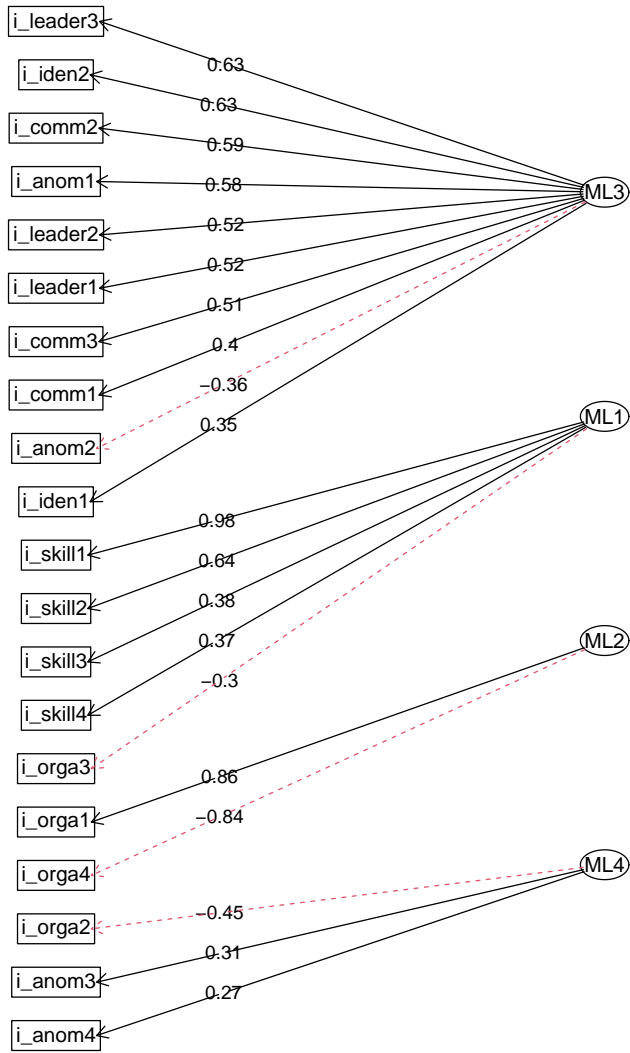 i_leader3
i_iden2
i_comm2
i_anom1
i_leader2
i_leader1
i_comm3
i_comm1
i_anom2
i_iden1
i_skill1
i_skill2
i_skill3
i_skill4
i_orga3
i_orga1
i_orga4
i_orga2
i_anom3
i_anom4
0.63
0.63
0.59
0.58
0.52
0.52
0.51
0.4
−0.36
0.35
0.98
0.64
0.38
0.37
−0.3
0.86
−0.84
−0.45
0.31
0.27
ML3
ML1
ML2
ML4